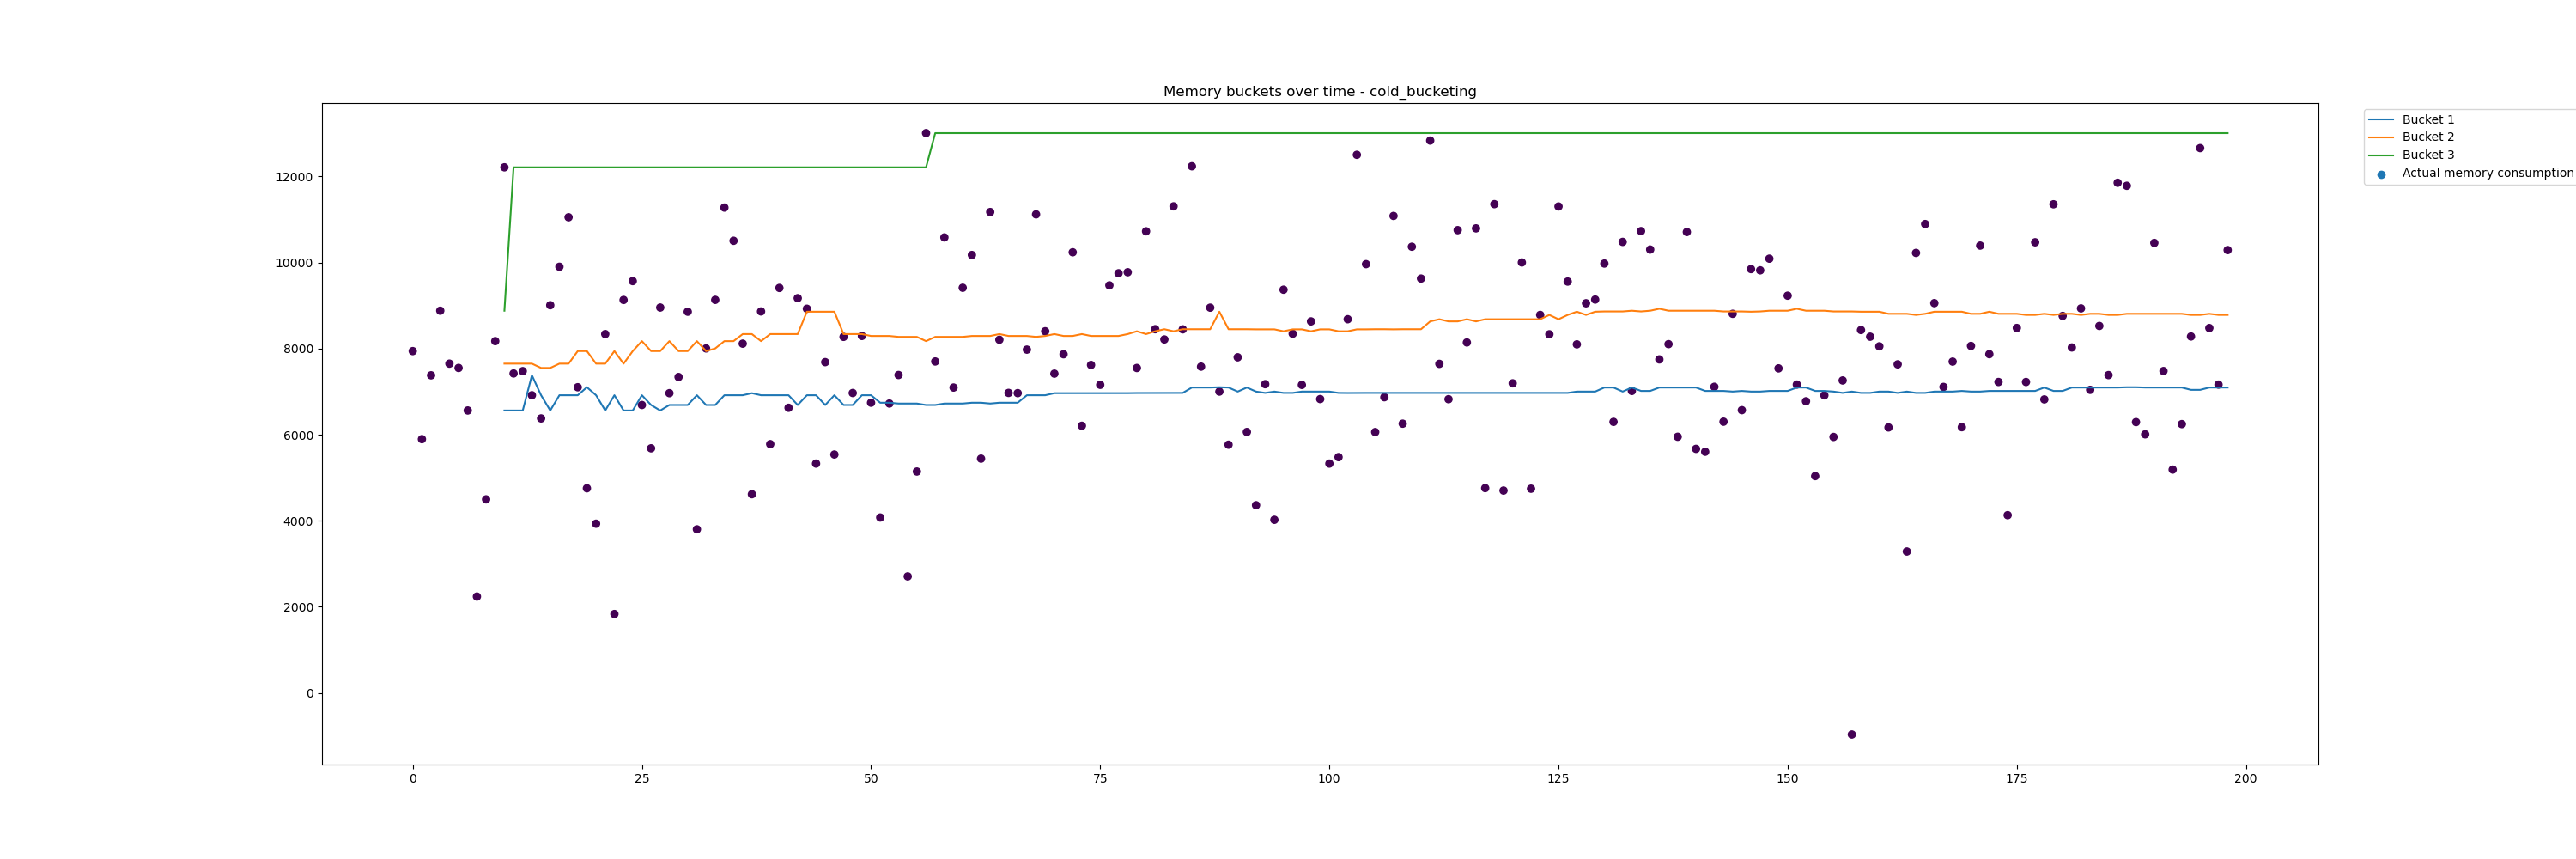 Memory buckets over time - cold_bucketing
Bucket 1
Bucket 2
Bucket 3
Actual memory consumption
12000
10000
8000
6000
4000
2000
0
0 25 50 75 100 125 150 175 200